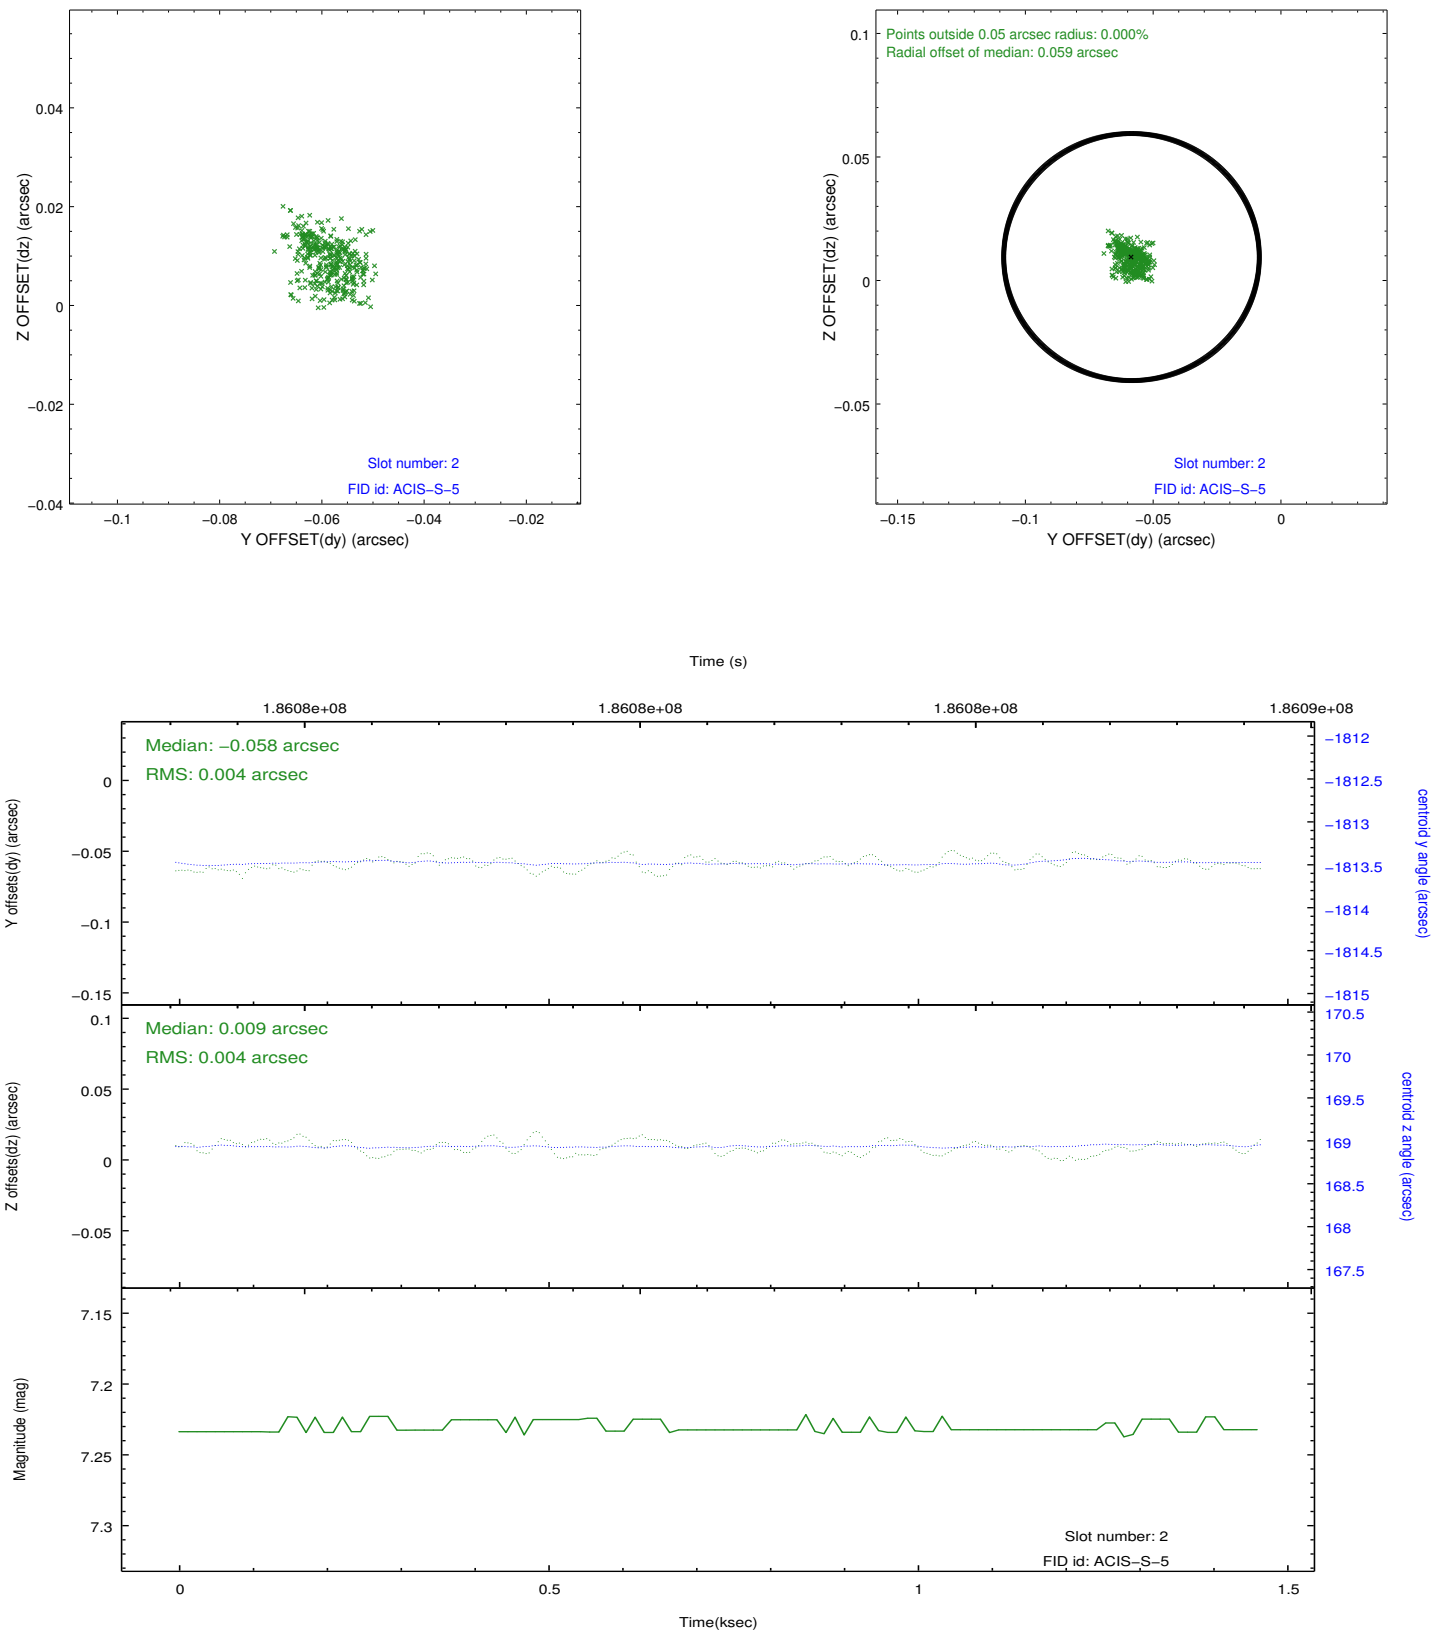 0.04
0.02
0
−0.02
−0.04
Z OFFSET(dz) (arcsec)
Slot number: 2
FID id: ACIS−S−5
−0.1
−0.08
−0.06
−0.04
−0.02
Y OFFSET(dy) (arcsec)
Points outside 0.05 arcsec radius: 0.000%
Radial offset of median: 0.059 arcsec
0.1
0.05
0
−0.05
Z OFFSET(dz) (arcsec)
Slot number: 2
FID id: ACIS−S−5
−0.15
−0.1
−0.05
0
Y OFFSET(dy) (arcsec)
Time (s)
1.8608e+08
1.8608e+08
1.8608e+08
1.8609e+08
Median: −0.058 arcsec
RMS: 0.004 arcsec
0
−0.05
−0.1
−0.15
Y offsets(dy) (arcsec)
−1812
−1812.5
−1813
−1813.5
−1814
−1814.5
−1815
centroid y angle (arcsec)
Median: 0.009 arcsec
RMS: 0.004 arcsec
0.1
0.05
0
−0.05
Z offsets(dz) (arcsec)
170.5
170
169.5
169
168.5
168
167.5
centroid z angle (arcsec)
7.15
7.2
7.25
7.3
Magnitude (mag)
Slot number: 2
FID id: ACIS−S−5
0
0.5
1
1.5
Time(ksec)